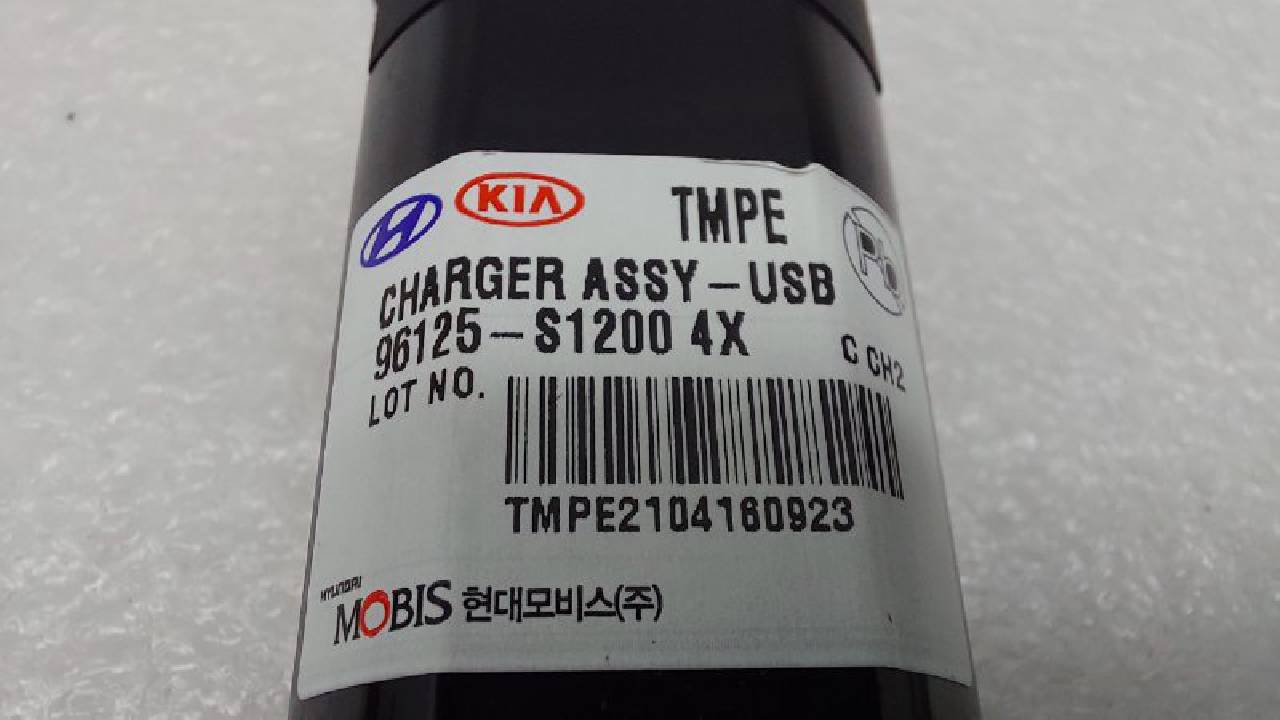 KIA TMPE
Pb
CHARGER ASSY-USB
96125-S1200 4X
C CH2
LOT NO.
TMPE2104160923
HYUNDAI
MOBIS 현대모비스(주)